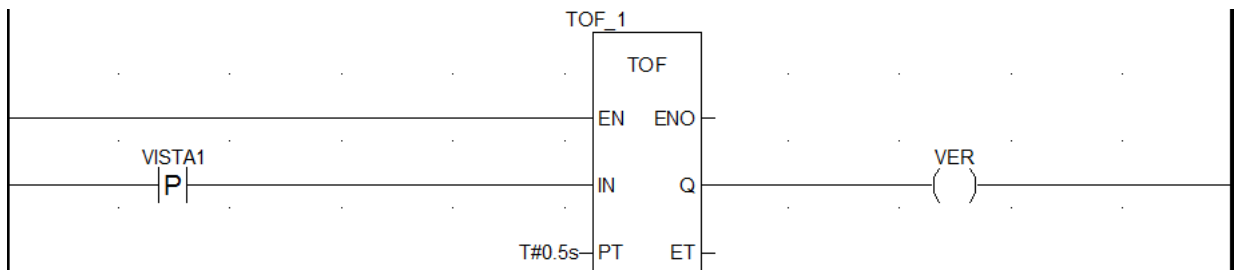 TOF_1
TOF
EN ENO
VISTA1 VER
P
IN Q
T#0.5s PT ET